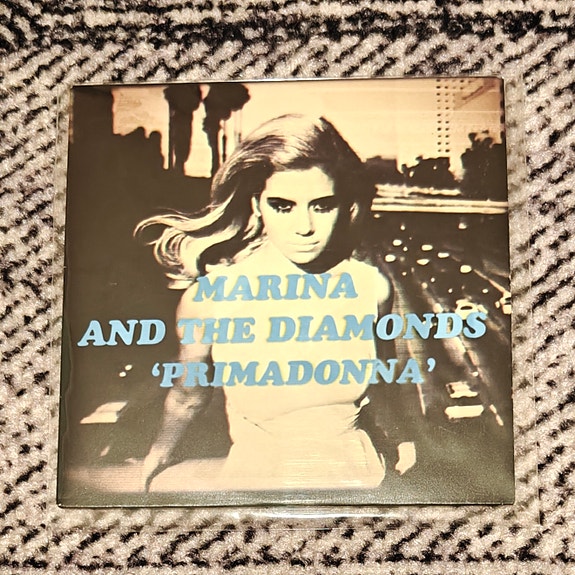 MARINA
AND THE DIAMONDS
‘PRIMADONNA’